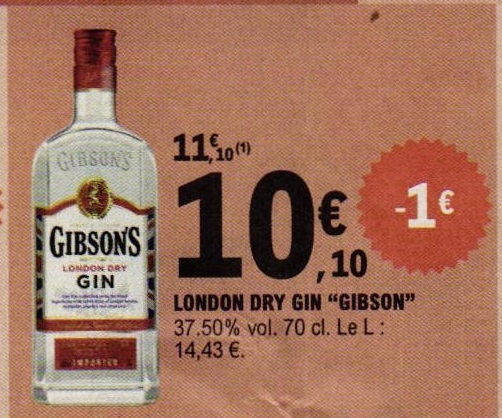 GIBSON'S
GIBSON'S
LONDON DRY
GIN
IMPORTED
11,€10(1)
10,€10
-1€
LONDON DRY GIN “GIBSON”
37.50% vol. 70 cl. Le L :
14,43 €.